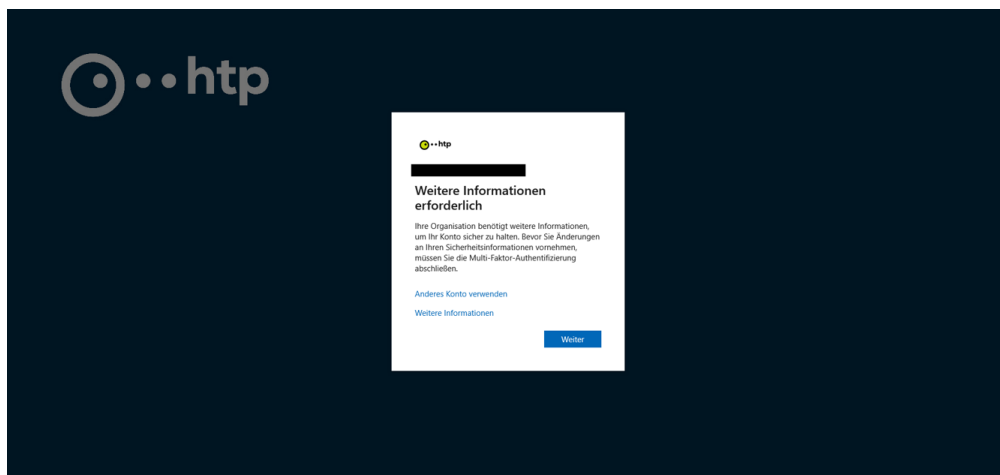 htp
htp
Weitere Informationen
erforderlich
Ihre Organisation benötigt weitere Informationen,
um Ihr Konto sicher zu halten. Bevor Sie Änderungen
an Ihren Sicherheitsinformationen vornehmen,
müssen Sie die Multi-Faktor-Authentifizierung
abschließen.
Anderes Konto verwenden
Weitere Informationen
Weiter